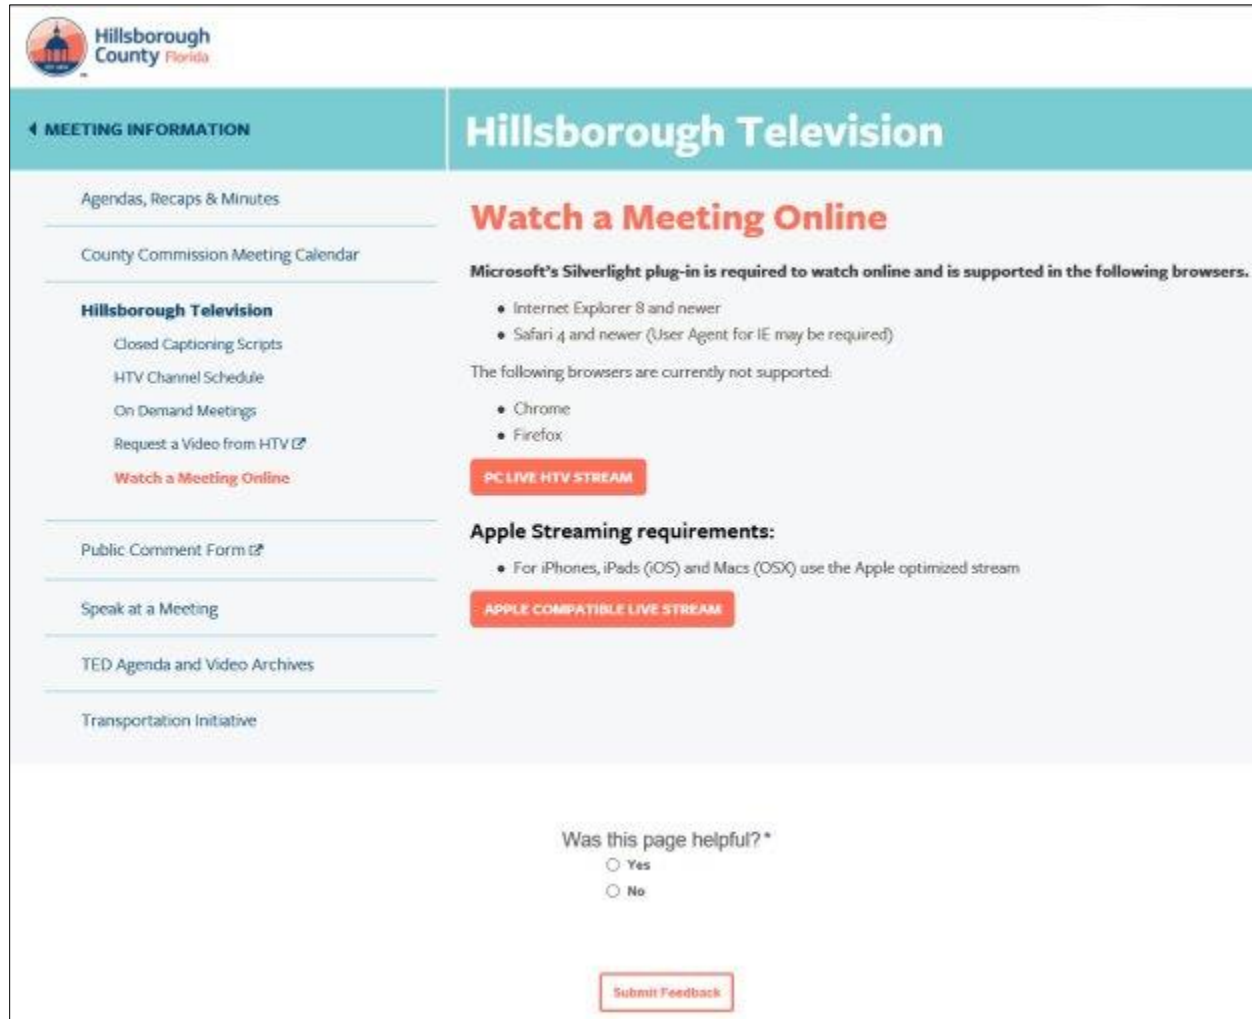 Hillsborough
County Florida
MEETING INFORMATION
Hillsborough Television
Agendas, Recaps & Minutes
County Commission Meeting Calendar
Hillsborough Television
Closed Captioning Scripts
HTV Channel Schedule
On Demand Meetings
Request a Video from HTV
Watch a Meeting Online
Public Comment Form
Speak at a Meeting
TED Agenda and Video Archives
Transportation Initiative
Watch a Meeting Online
Microsoft's Silverlight plug-in is required to watch online and is supported in the following browsers.
• Internet Explorer 8 and newer
• Safari 4 and newer (User Agent for IE may be required)
The following browsers are currently not supported:
• Chrome
• Firefox
PC LIVE HTV STREAM
Apple Streaming requirements:
• For iPhones, iPads (iOS) and Macs (OSX) use the Apple optimized stream
APPLE COMPATIBLE LIVE STREAM
Was this page helpful? *
Yes
No
Submit Feedback